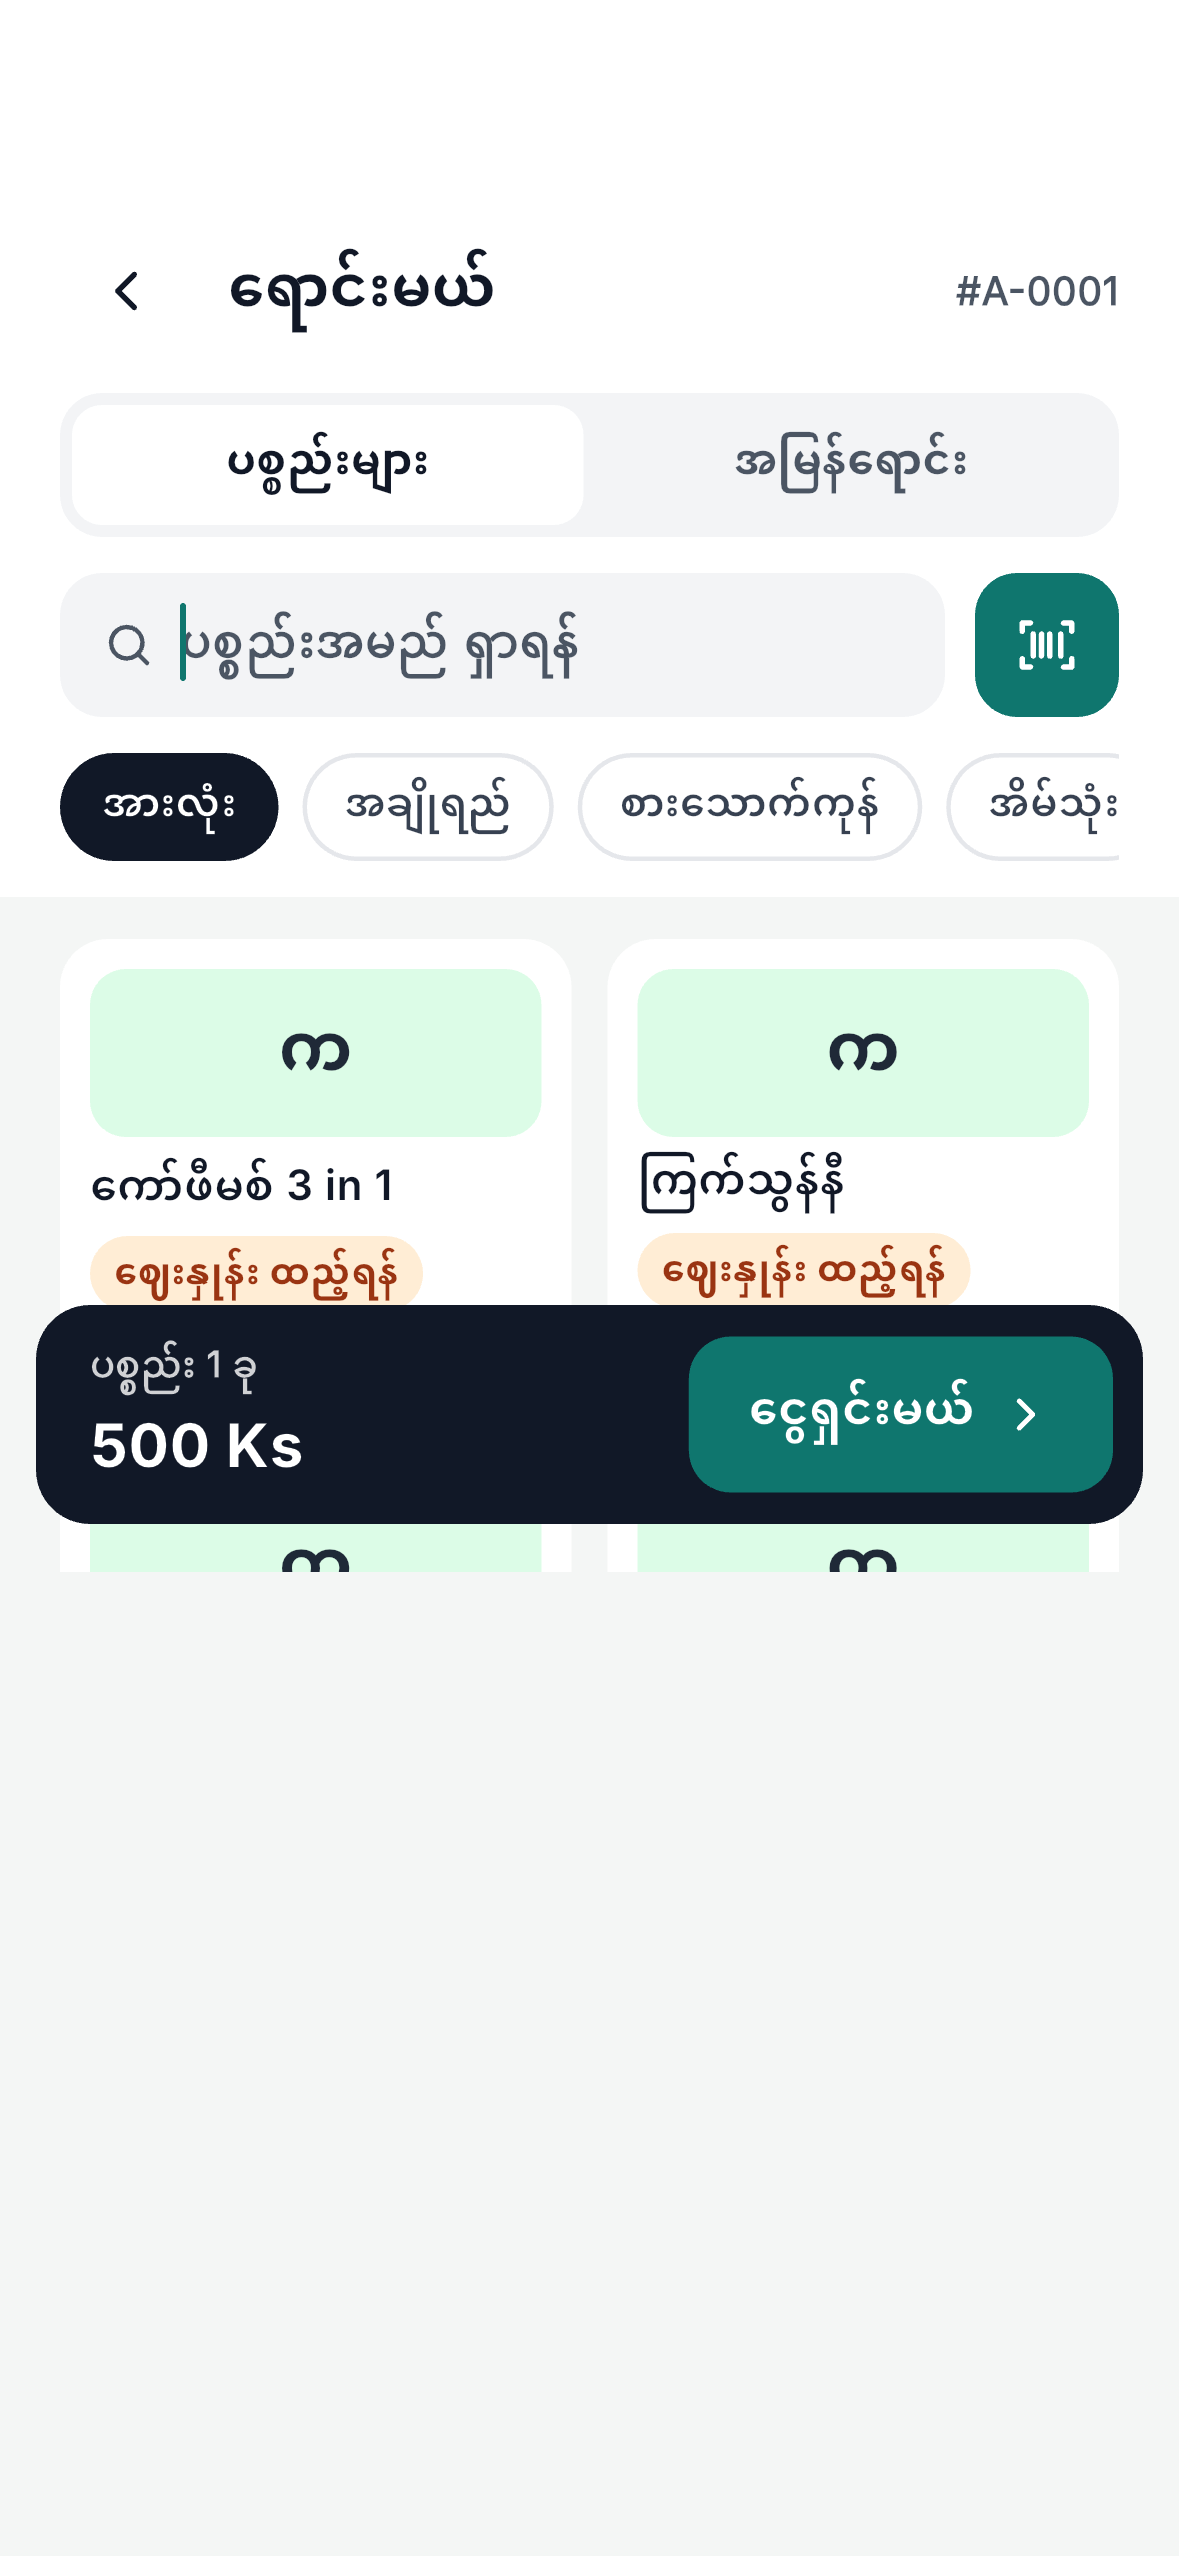 ရောင်းမယ်
#A-0001
ပစ္စည်းများ
အမြန်ရောင်း
ပစ္စည်းအမည် ရှာရန်
အားလုံး
အချိုရည်
စားသောက်ကုန်
အိမ်သုံး
က
က
ကော်ဖီမစ် 3 in 1
ကြက်သွန်နီ
ဈေးနှုန်း ထည့်ရန်
ဈေးနှုန်း ထည့်ရန်
ပစ္စည်း 1 ခု
500 Ks
ငွေရှင်းမယ်
က
က